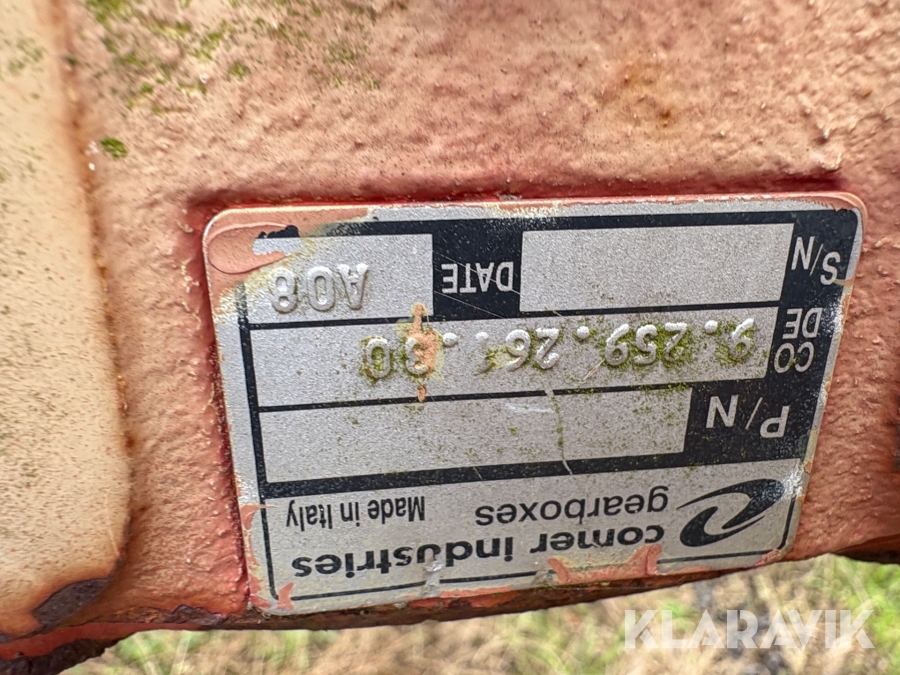 comer industries
gearboxes Made in Italy
P/N
CODE 9.259.26..30
S/N DATE A08
KLARAVIK